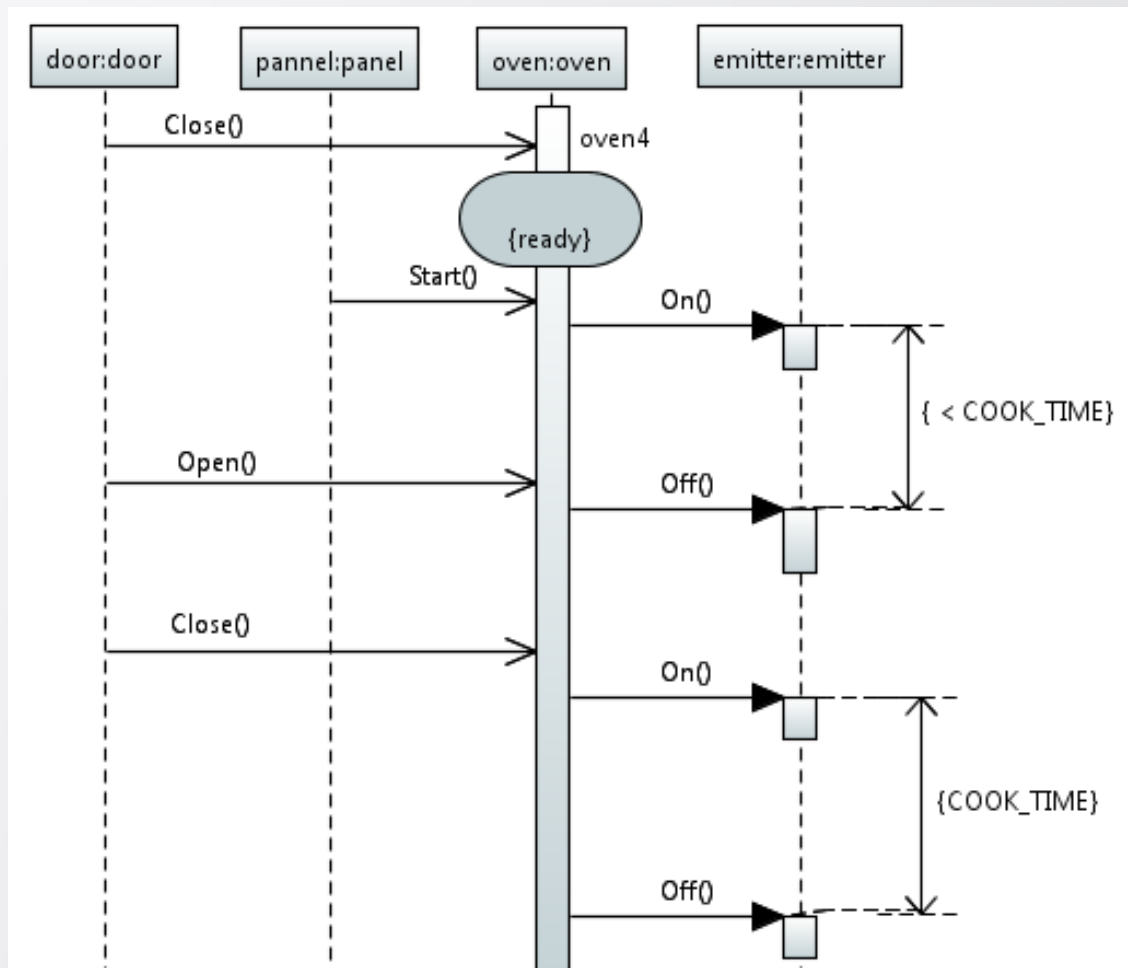 door:door
pannel:panel
oven:oven
emitter:emitter
Close()
oven4
{ready}
Start()
On()
{ < COOK_TIME}
Open()
Off()
Close()
On()
{COOK_TIME}
Off()